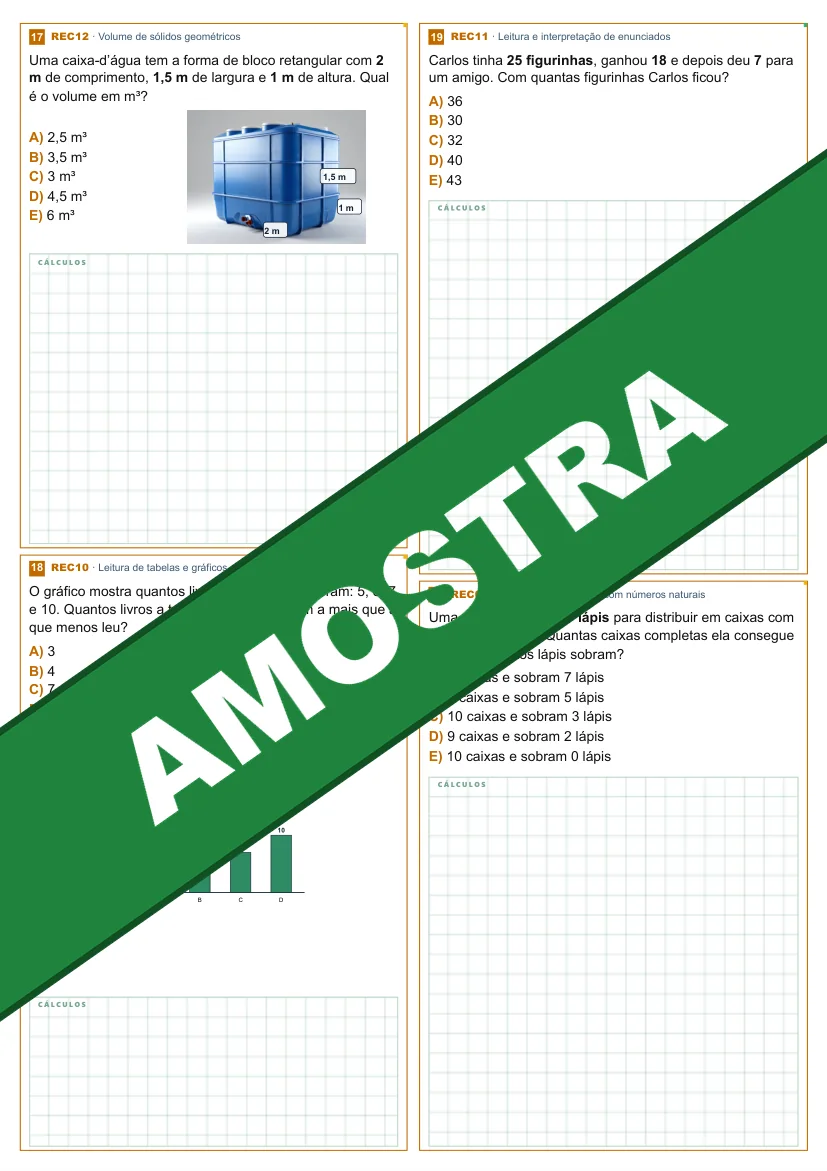 17 REC12 · Volume de sólidos geométricos
Uma caixa-d’água tem a forma de bloco retangular com 2
m de comprimento, 1,5 m de largura e 1 m de altura. Qual
é o volume em m³?
A) 2,5 m³
B) 3,5 m³
C) 3 m³
D) 4,5 m³
E) 6 m³
1,5 m
1 m
2 m
CÁLCULOS
18 REC10 · Leitura de tabelas e gráficos
O gráfico mostra quantos
e 10. Quantos livros a mais que
que menos leu?
A) 3
B) 4
C) 7
10
B C D
CÁLCULOS
19 REC11 · Leitura e interpretação de enunciados
Carlos tinha 25 figurinhas, ganhou 18 e depois deu 7 para
um amigo. Com quantas figurinhas Carlos ficou?
A) 36
B) 30
C) 32
D) 40
E) 43
CÁLCULOS
com números naturais
Uma lápis para distribuir em caixas com
Quantas caixas completas ela consegue
lápis sobram?
e sobram 7 lápis
caixas e sobram 5 lápis
10 caixas e sobram 3 lápis
D) 9 caixas e sobram 2 lápis
E) 10 caixas e sobram 0 lápis
CÁLCULOS
AMOSTRA